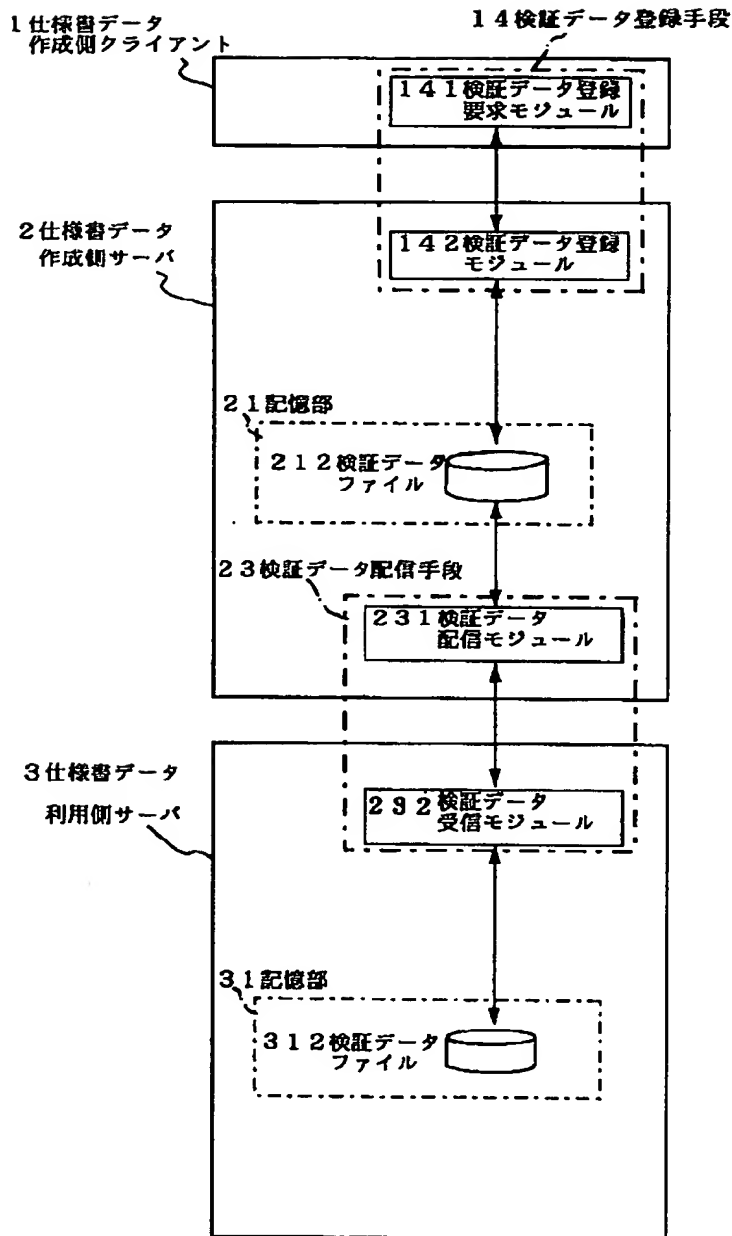 1仕様書データ
作成側クライアント
14検証データ登録手段
141検証データ登録
要求モジュール
2仕様書データ
作成側サーバ
142検証データ登録
モジュール
21記憶部
212検証データ
ファイル
23検証データ配信手段
231検証データ
配信モジュール
3仕様書データ
利用側サーバ
232検証データ
受信モジュール
31記憶部
312検証データ
ファイル